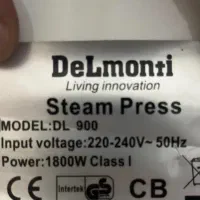 DeLmonti
Living innovation
Steam Press
MODEL:DL 900
Input voltage:220-240V~ 50Hz
Power:1800W Class I
CE Intertek GS CB